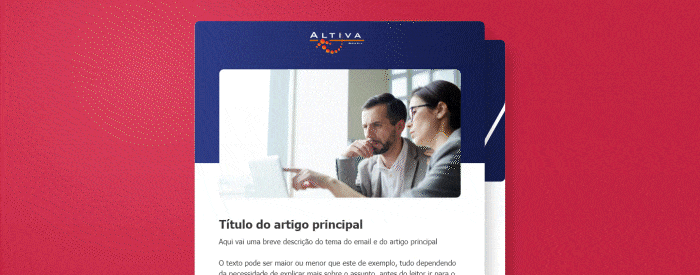 ALTIVA
Título do artigo principal
Aqui vai uma breve descrição do tema do email e do artigo principal
O texto pode ser maior ou menor que este de exemplo, tudo dependendo
da necessidade de explicar mais sobre o assunto, antes do leitor ir para o